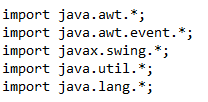 import java.awt.*;
import java.awt.event.*;
import javax.swing.*;
import java.util.*;
import java.lang.*;